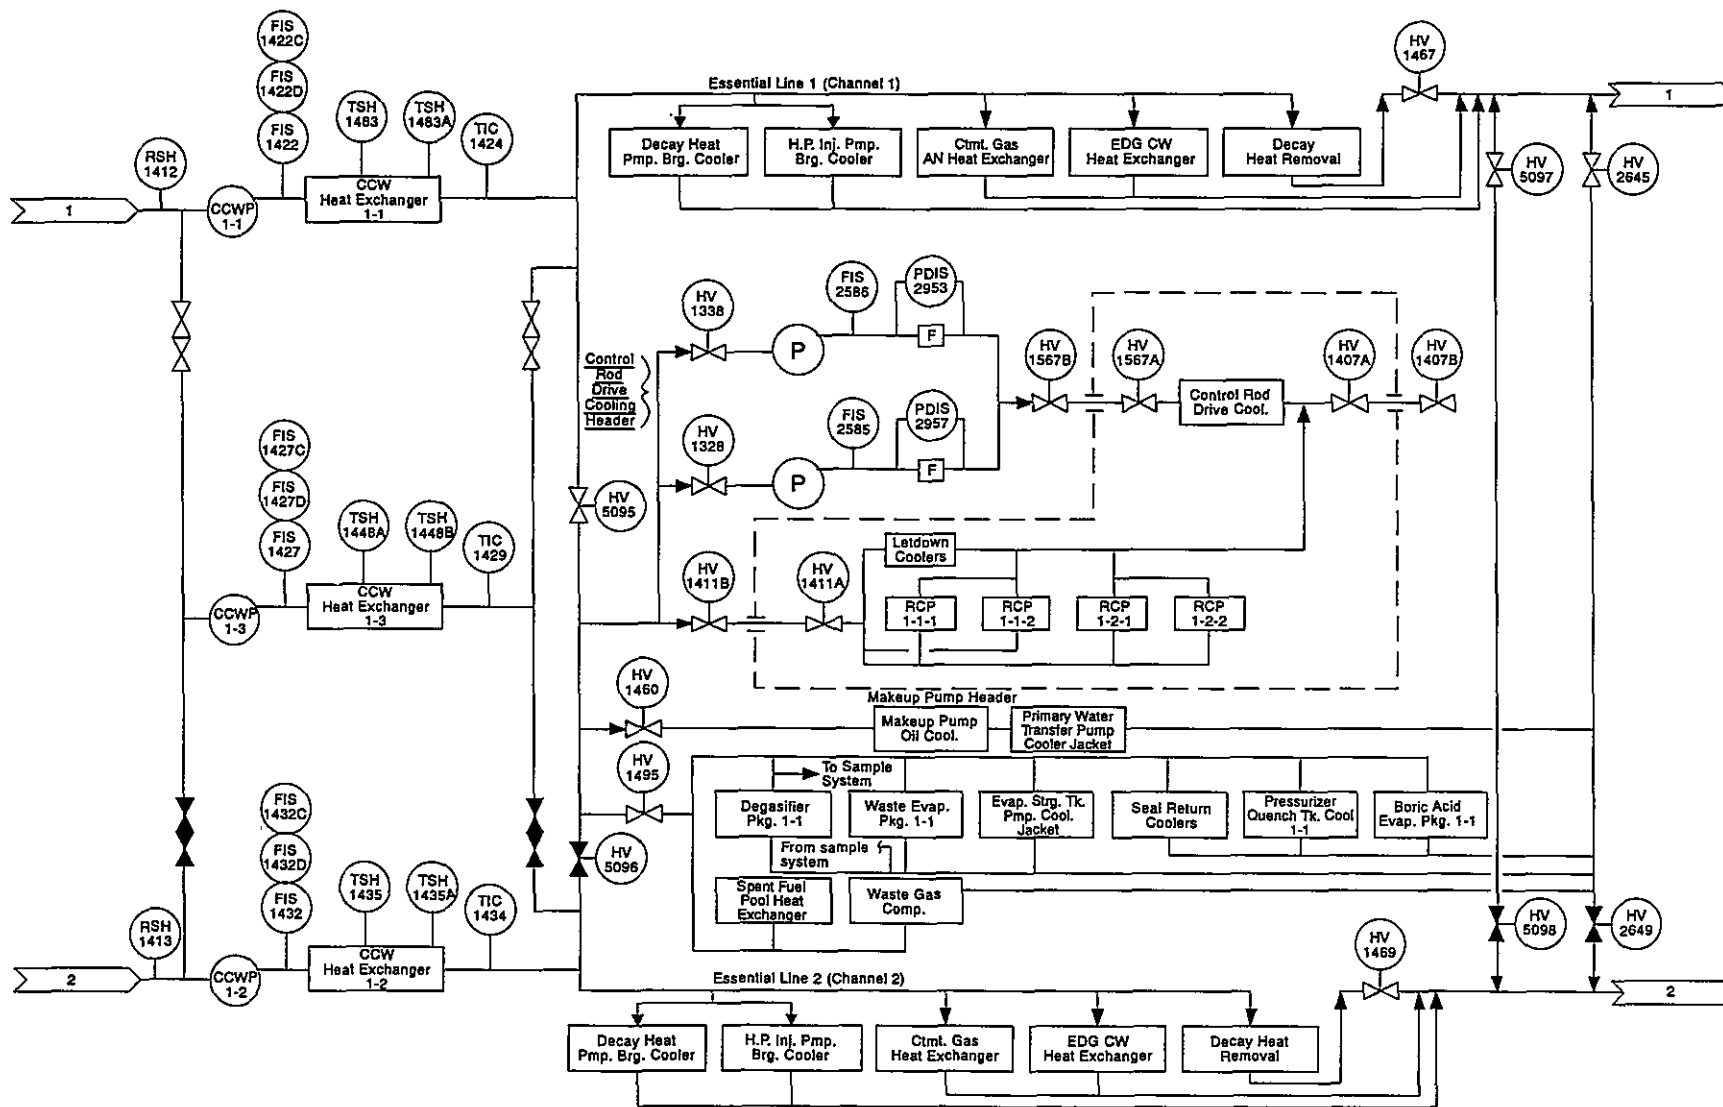 FIS
1422C
FIS
1422D
FIS
1422
TSH
1483
TSH
1483A
TIC
1424
RSH
1412
1
CCWP
1-1
CCW
Heat Exchanger
1-1
Essential Line 1 (Channel 1)
Decay Heat
Pmp. Brg. Cooler
H.P. Inj. Pmp.
Brg. Cooler
Ctmt. Gas
AN Heat Exchanger
EDG CW
Heat Exchanger
Decay
Heat Removal
HV
1467
1
HV
5097
HV
2645
Control
Rod
Drive
Cooling
Header
HV
1338
P
FIS
2586
PDIS
2953
F
HV
1328
P
FIS
2585
PDIS
2957
F
HV
1567B
HV
1567A
Control Rod
Drive Cool.
HV
1407A
HV
1407B
FIS
1427C
FIS
1427D
FIS
1427
TSH
1448A
TSH
1448B
TIC
1429
CCWP
1-3
CCW
Heat Exchanger
1-3
HV
5095
HV
1411B
HV
1411A
Letdown
Coolers
RCP
1-1-1
RCP
1-1-2
RCP
1-2-1
RCP
1-2-2
HV
1460
Makeup Pump Header
Makeup Pump
Oil Cool.
Primary Water
Transfer Pump
Cooler Jacket
HV
1495
To Sample
System
Degasifier
Pkg. 1-1
Waste Evap.
Pkg. 1-1
Evap. Strg. Tk.
Pmp. Cool.
Jacket
Seal Return
Coolers
Pressurizer
Quench Tk. Cool
1-1
Boric Acid
Evap. Pkg. 1-1
From sample
system
Spent Fuel
Pool Heat
Exchanger
Waste Gas
Comp.
HV
5096
FIS
1432C
FIS
1432D
FIS
1432
TSH
1435
TSH
1435A
TIC
1434
RSH
1413
2
CCWP
1-2
CCW
Heat Exchanger
1-2
HV
5098
HV
2649
HV
1469
2
Essential Line 2 (Channel 2)
Decay Heat
Pmp. Brg. Cooler
H.P. Inj. Pmp.
Brg. Cooler
Ctmt. Gas
Heat Exchanger
EDG CW
Heat Exchanger
Decay Heat
Removal